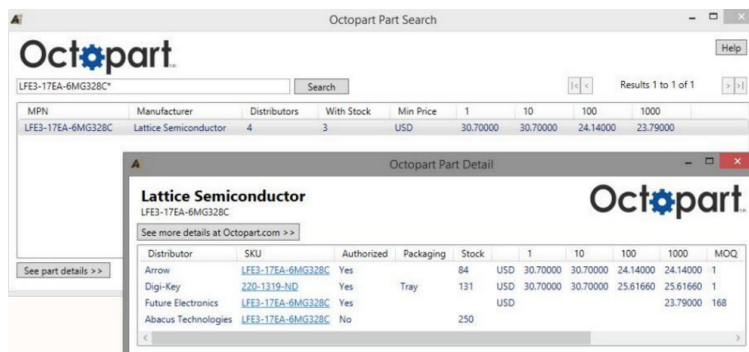 Octopart Part Search
Octopart
Help
LFE3-17EA-6MG328C*
Search
|< < Results 1 to 1 of 1 > >|
MPN Manufacturer Distributors With Stock Min Price 1 10 100 1000
LFE3-17EA-6MG328C Lattice Semiconductor 4 3 USD 30.70000 30.70000 24.14000 23.79000
See part details >>
Octopart Part Detail
Lattice Semiconductor
LFE3-17EA-6MG328C
Octopart
See more details at Octopart.com >>
Distributor SKU Authorized Packaging Stock 1 10 100 1000 MOQ
Arrow LFE3-17EA-6MG328C Yes 84 USD 30.70000 30.70000 24.14000 24.14000 1
Digi-Key 220-1319-ND Yes Tray 131 USD 30.70000 30.70000 25.61660 25.61660 1
Future Electronics LFE3-17EA-6MG328C Yes USD 23.79000 168
Abacus Technologies LFE3-17EA-6MG328C No 250